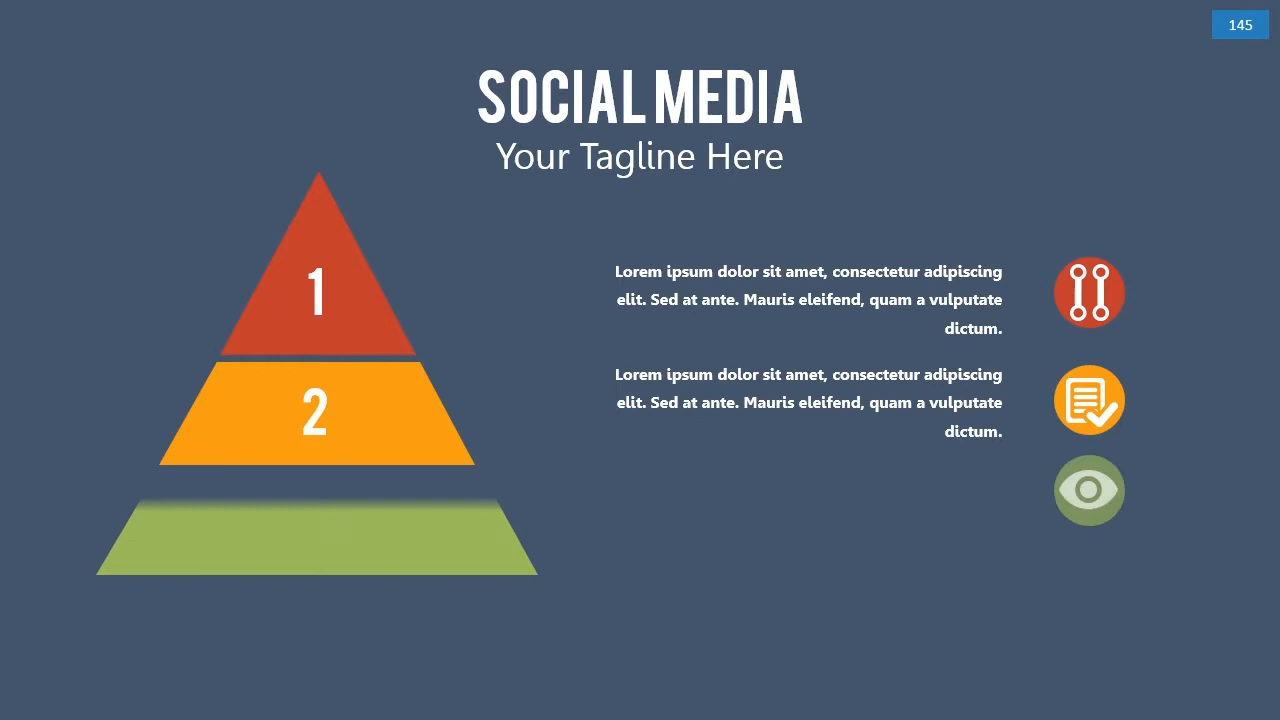 145
SOCIAL MEDIA
Your Tagline Here
1
Lorem ipsum dolor sit amet, consectetur adipiscing
elit. Sed at ante. Mauris eleifend, quam a vulputate
dictum.
2
Lorem ipsum dolor sit amet, consectetur adipiscing
elit. Sed at ante. Mauris eleifend, quam a vulputate
dictum.